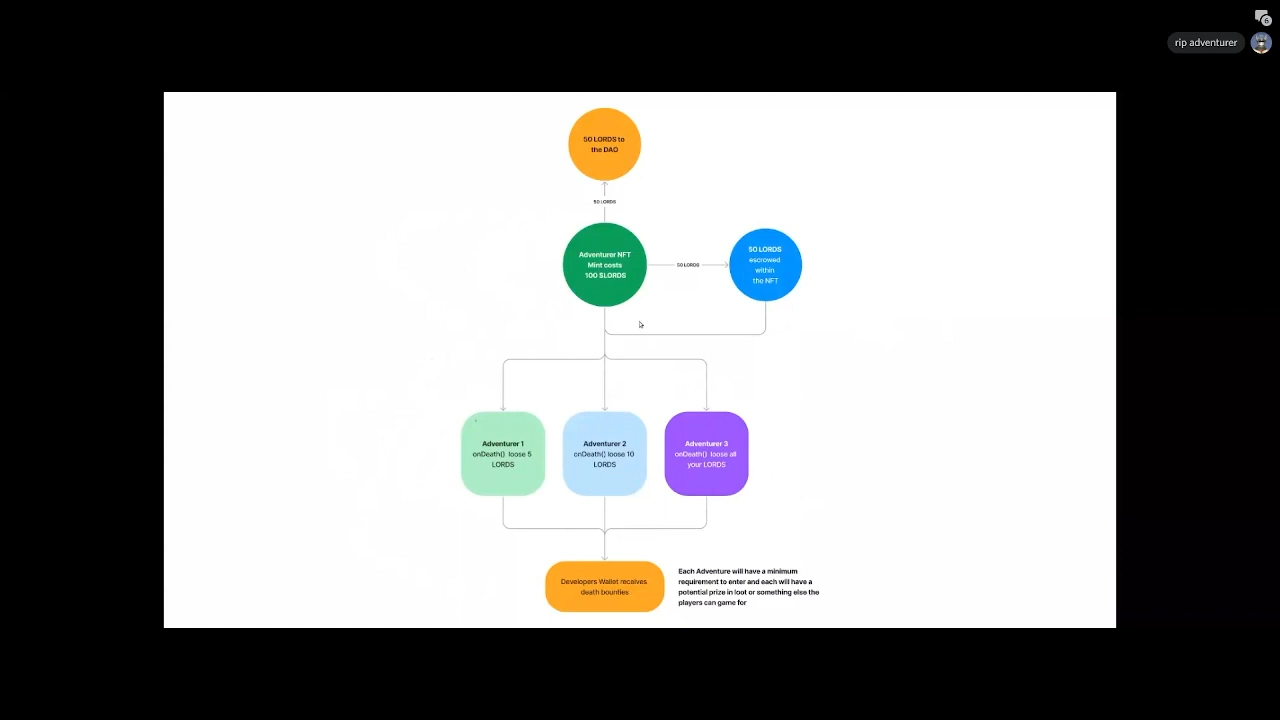 6
rip adventurer
50 LORDS to
the DAO
50 LORDS
Adventurer NFT
Mint costs
100 $LORDS
50 LORDS
50 LORDS
escrowed
within
the NFT
Adventurer 1
onDeath() loose 5
LORDS
Adventurer 2
onDeath() loose 10
LORDS
Adventurer 3
onDeath() loose all
your LORDS
Developers Wallet receives
death bounties
Each Adventure will have a minimum
requirement to enter and each will have a
potential prize in loot or something else the
players can game for